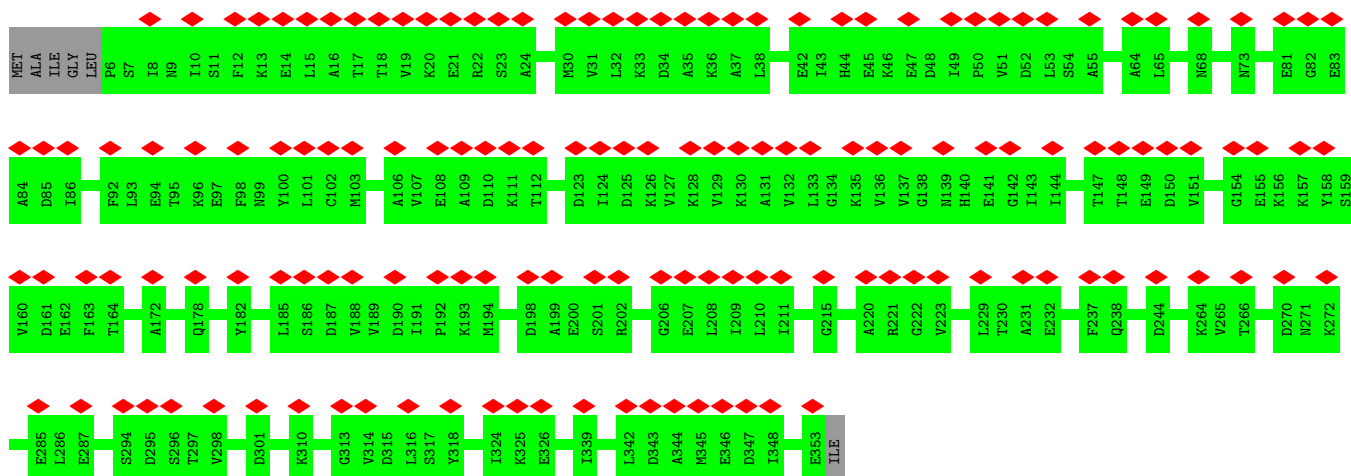 MET ALA ILE GLY LEU P6 S7 I8 N9 I10 S11 F12 K13 E14 L15 A16 T17 T18 V19 K20 E21 R22 S23 A24 M30 V31 L32 K33 D34 A35 K36 A37 L38 E42 I43 H44 E45 K46 E47 D48 I49 P50 V51 D52 L53 S54 A55 A64 L65 N68 N73 E81 G82 E83
A84 D85 I86 F92 L93 E94 T95 K96 E97 F98 N99 Y100 L101 C102 M103 A106 V107 E108 A109 D110 K111 T112 D123 I124 D125 K126 V127 K128 V129 K130 A131 V132 L133 G134 K135 V136 V137 G138 N139 H140 E141 G142 I143 I144 T147 T148 E149 D150 V151 G154 E155 K156 K157 Y158 S159
V160 D161 E162 F163 T164 A172 Q178 Y182 L185 S186 D187 V188 V189 D190 I191 P192 K193 M194 D198 A199 E200 S201 R202 G206 E207 L208 I209 L210 I211 G215 A220 R221 G222 V223 L229 T230 A231 E232 F237 Q238 D244 K264 V265 T266 D270 N271 K272
E285 L286 E287 S294 D295 S296 T297 V298 D301 K310 G313 V314 D315 L316 S317 Y318 I324 K325 E326 I339 L342 D343 A344 M345 E346 D347 I348 E353 ILE